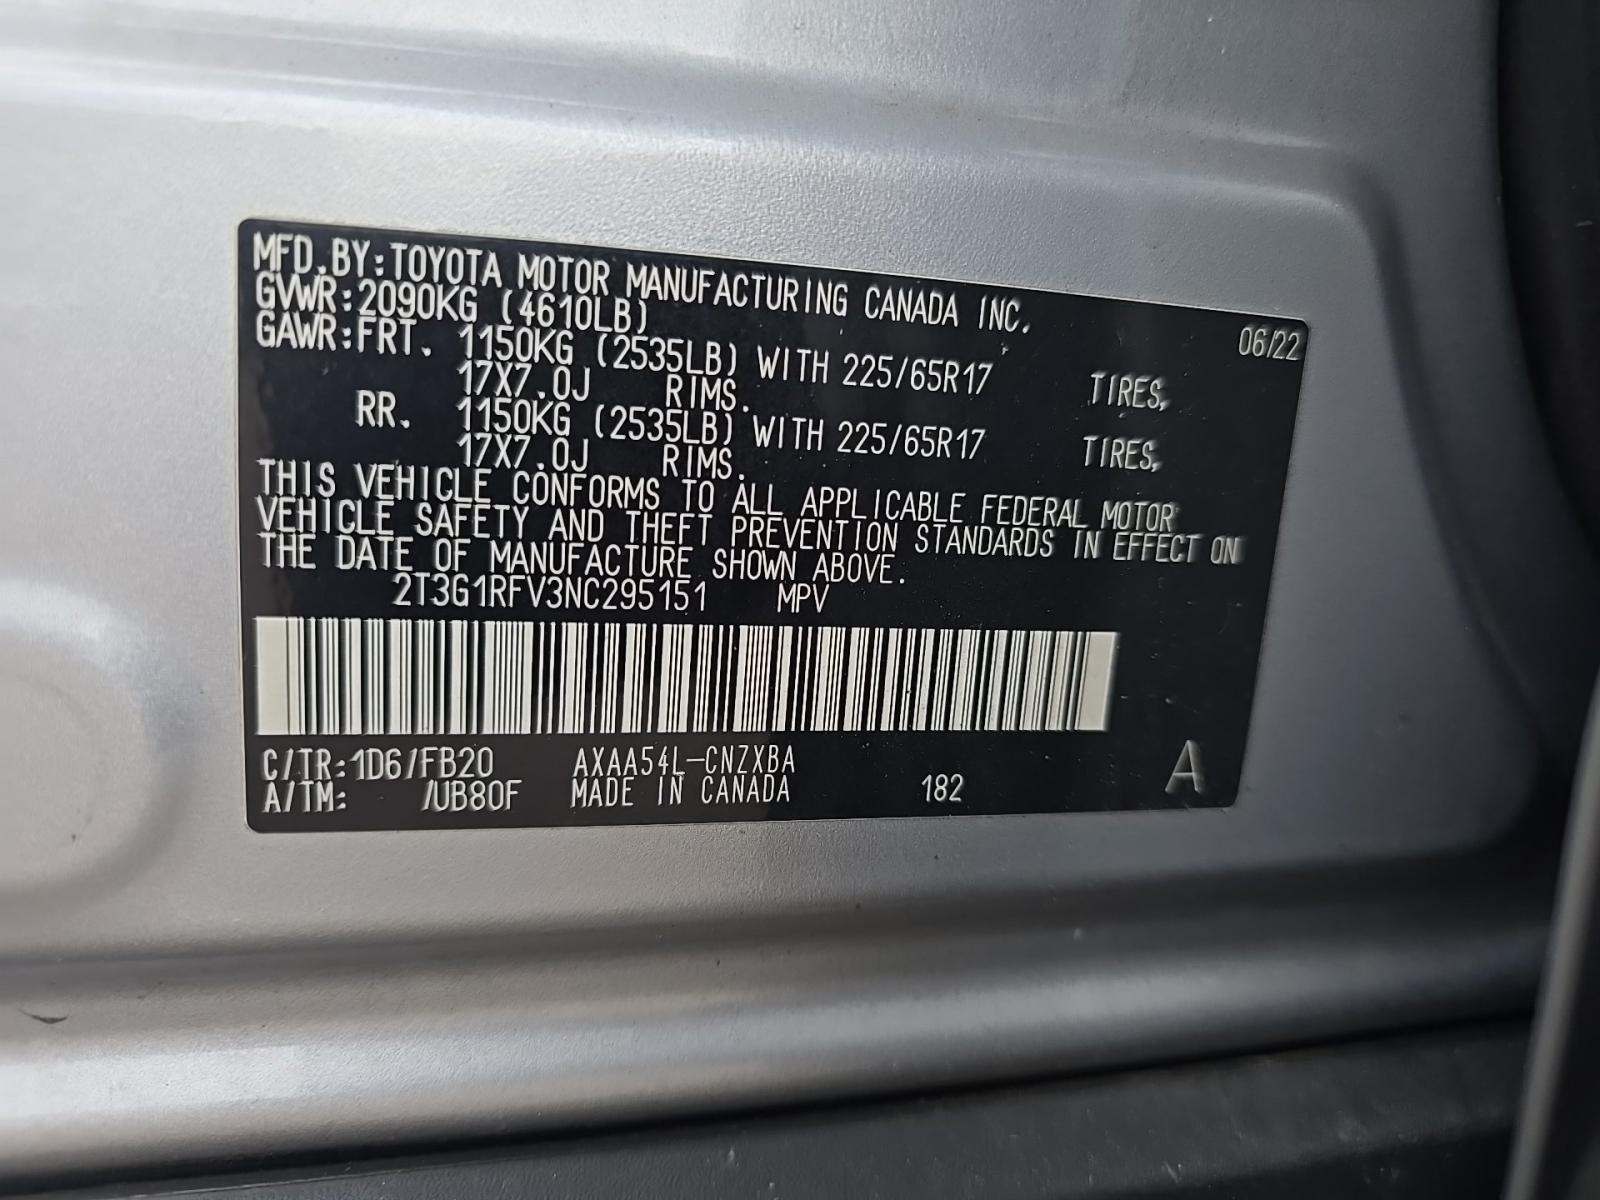 MFD.BY:TOYOTA MOTOR MANUFACTURING CANADA INC.
GVWR:2090KG (4610LB) 06/22
GAWR:FRT. 1150KG (2535LB) WITH 225/65R17 TIRES,
17X7.0J RIMS.
RR. 1150KG (2535LB) WITH 225/65R17 TIRES,
17X7.0J RIMS.
THIS VEHICLE CONFORMS TO ALL APPLICABLE FEDERAL MOTOR
VEHICLE SAFETY AND THEFT PREVENTION STANDARDS IN EFFECT ON
THE DATE OF MANUFACTURE SHOWN ABOVE.
2T3G1RFV3NC295151 MPV
C/TR:1D6/FB20 AXAA54L-CNZXBA
A/TM: /UB80F MADE IN CANADA 182 A